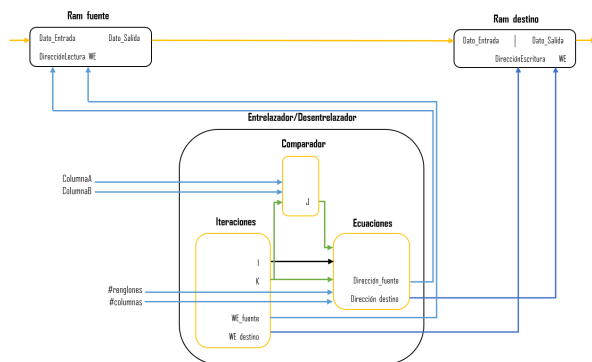 Ram fuente
Ram destino
Dato_Entrada Dato_Salida
Dato_Entrada | Dato_Salida
DirecciónLectura WE
DirecciónEscritura WE
Entrelazador/Desentrelazador
Comparador
ColumnaA
ColumnaB
J
Iteraciones
Ecuaciones
I
K
Dirección_fuente
#renglones
#columnas
Dirección destino
WE_fuente
WE destino